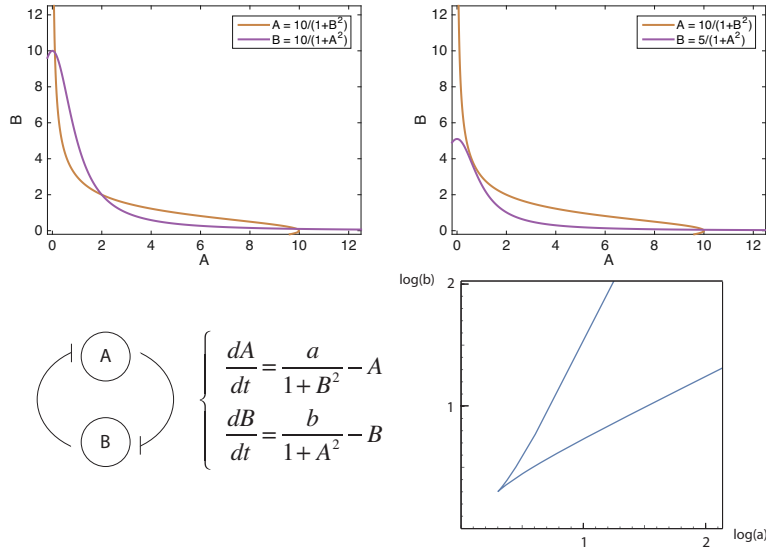 A = 10/(1+B²)
B = 10/(1+A²)
10
8
6
4
2
0
B
0 2 4 6 8 10 12
A
A = 10/(1+B²)
B = 5/(1+A²)
12
10
8
6
4
2
0
B
0 2 4 6 8 10 12
A
A
B
dA/dt = a/(1 + B²) − A
dB/dt = b/(1 + A²) − B
log(b)
2
1
1 2
log(a)